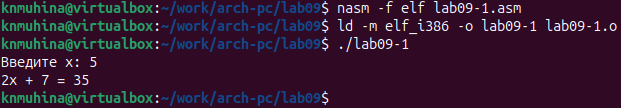 knmuhina@virtualbox:~/work/arch-pc/lab09$ nasm -f elf lab09-1.asm
knmuhina@virtualbox:~/work/arch-pc/lab09$ ld -m elf_i386 -o lab09-1 lab09-1.o
knmuhina@virtualbox:~/work/arch-pc/lab09$ ./lab09-1
Введите x: 5
2x + 7 = 35
knmuhina@virtualbox:~/work/arch-pc/lab09$